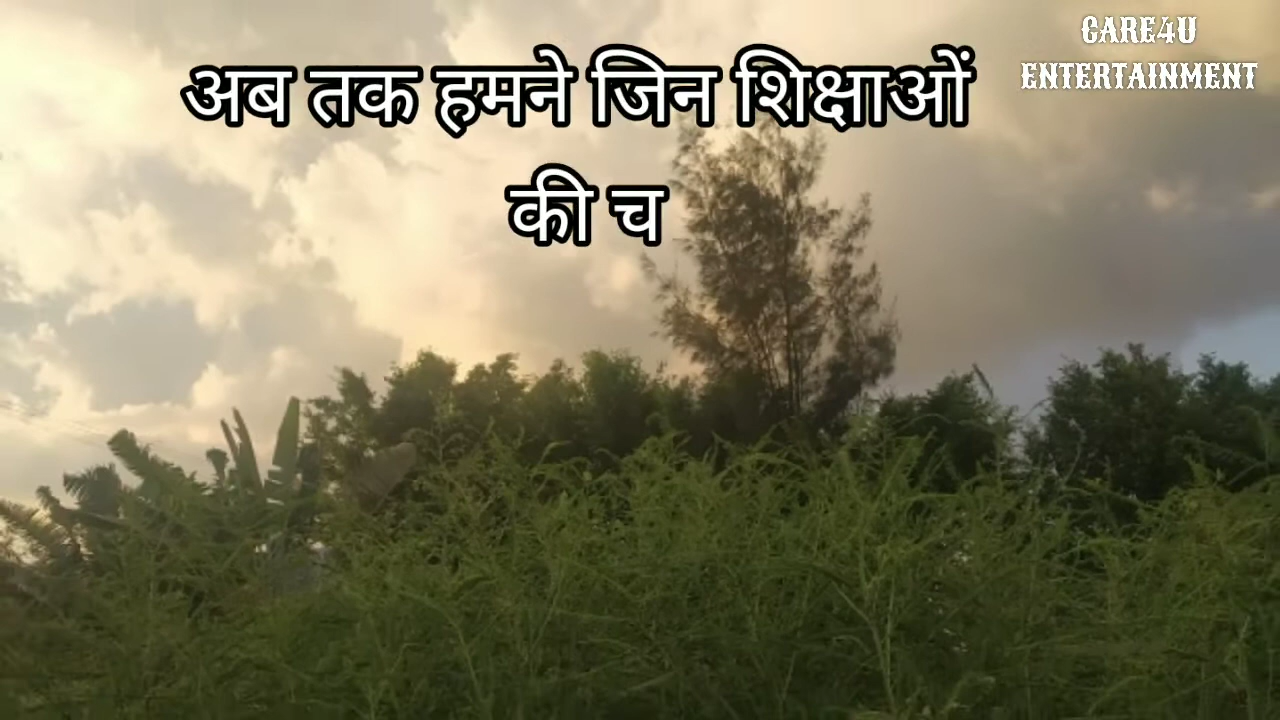 CARE4U
ENTERTAINMENT
अब तक हमने जिन शिक्षाओं
की च